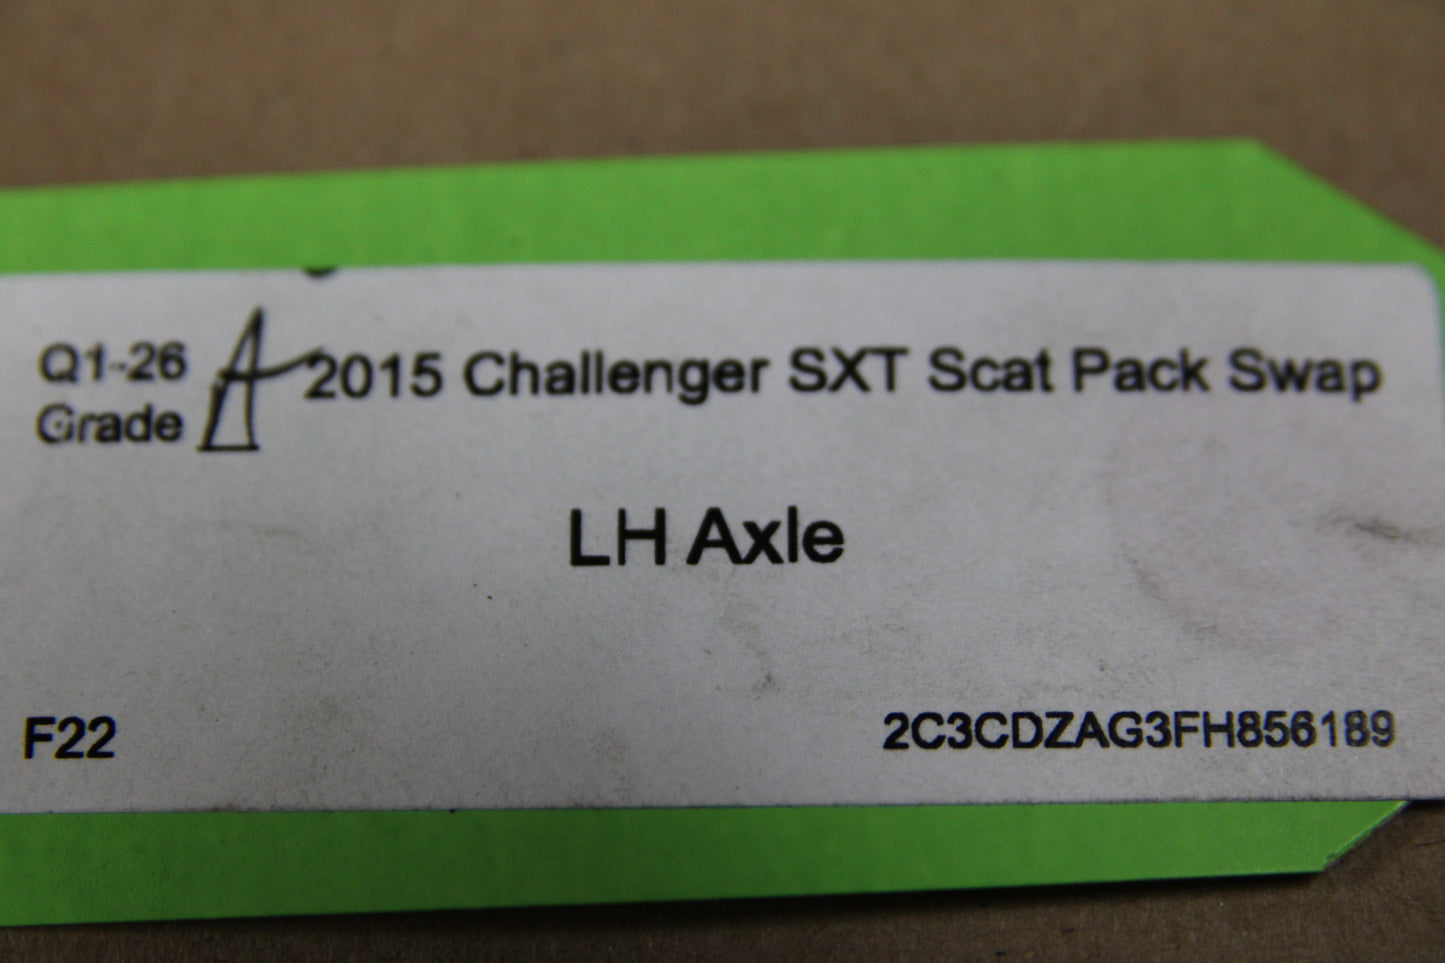 Q1-26
Grade A
2015 Challenger SXT Scat Pack Swap
LH Axle
F22
2C3CDZAG3FH856189